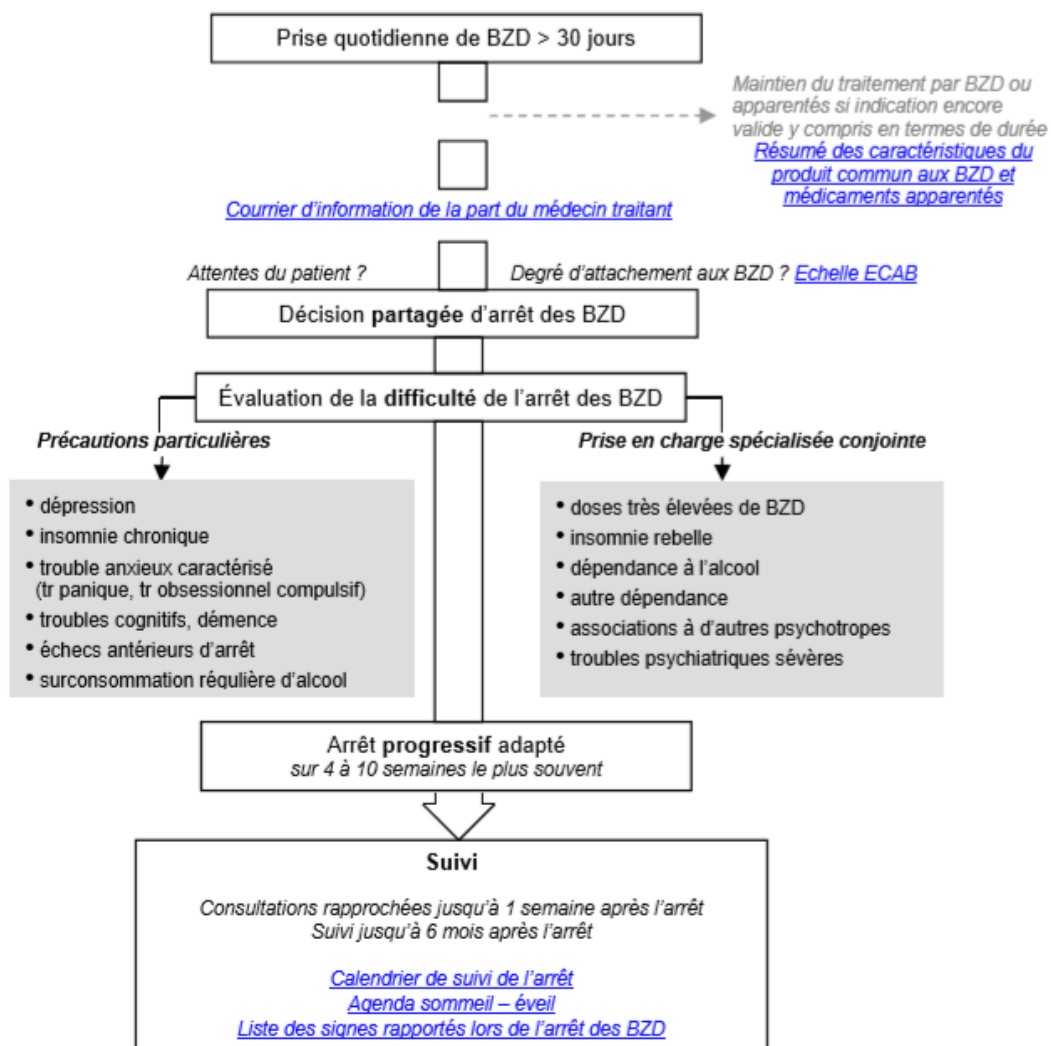 Prise quotidienne de BZD > 30 jours
Maintien du traitement par BZD ou
apparentés si indication encore
valide y compris en termes de durée
Résumé des caractéristiques du
produit commun aux BZD et
médicaments apparentés
Courrier d'information de la part du médecin traitant
Attentes du patient ?
Degré d'attachement aux BZD ? Echelle ECAB
Décision partagée d'arrêt des BZD
Évaluation de la difficulté de l'arrêt des BZD
Précautions particulières
• dépression
• insomnie chronique
• trouble anxieux caractérisé
(tr panique, tr obsessionnel compulsif)
• troubles cognitifs, démence
• échecs antérieurs d'arrêt
• surconsommation régulière d'alcool
Prise en charge spécialisée conjointe
• doses très élevées de BZD
• insomnie rebelle
• dépendance à l'alcool
• autre dépendance
• associations à d'autres psychotropes
• troubles psychiatriques sévères
Arrêt progressif adapté
sur 4 à 10 semaines le plus souvent
Suivi
Consultations rapprochées jusqu'à 1 semaine après l'arrêt
Suivi jusqu'à 6 mois après l'arrêt
Calendrier de suivi de l'arrêt
Agenda sommeil – éveil
Liste des signes rapportés lors de l'arrêt des BZD